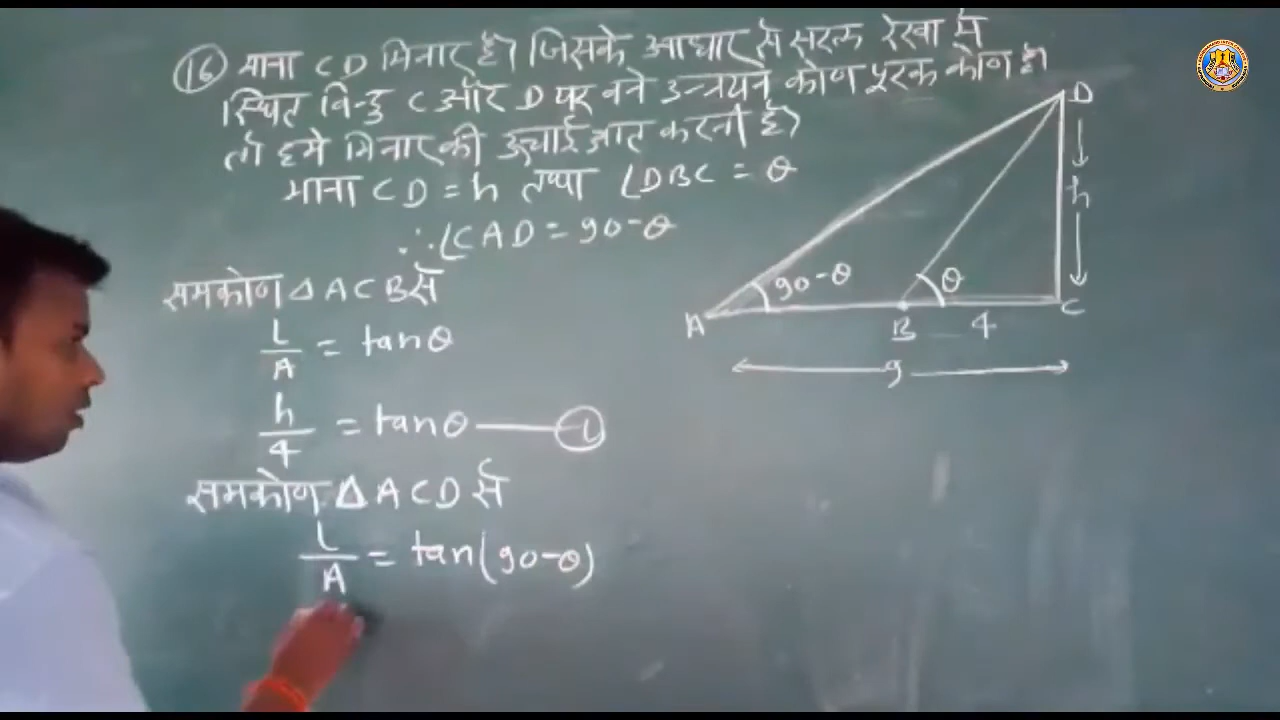 (16) माना CD मिनार है। जिसके आधार से सरल रेखा से
स्थित बिन्दु C और D पर बने उन्नयन कोण पूरक कोण है।
तो हमे मिनार की ऊचाई ज्ञात करनी है।
माना CD = h तथा ∠DBC = θ
∴ ∠CAD = 90-θ
समकोण △ACB से
L/A = tanθ
h/4 = tanθ —— (1)
समकोण △ACD से
L/A = tan(90-θ)
D
h
90-θ
θ
A B 4 C
9